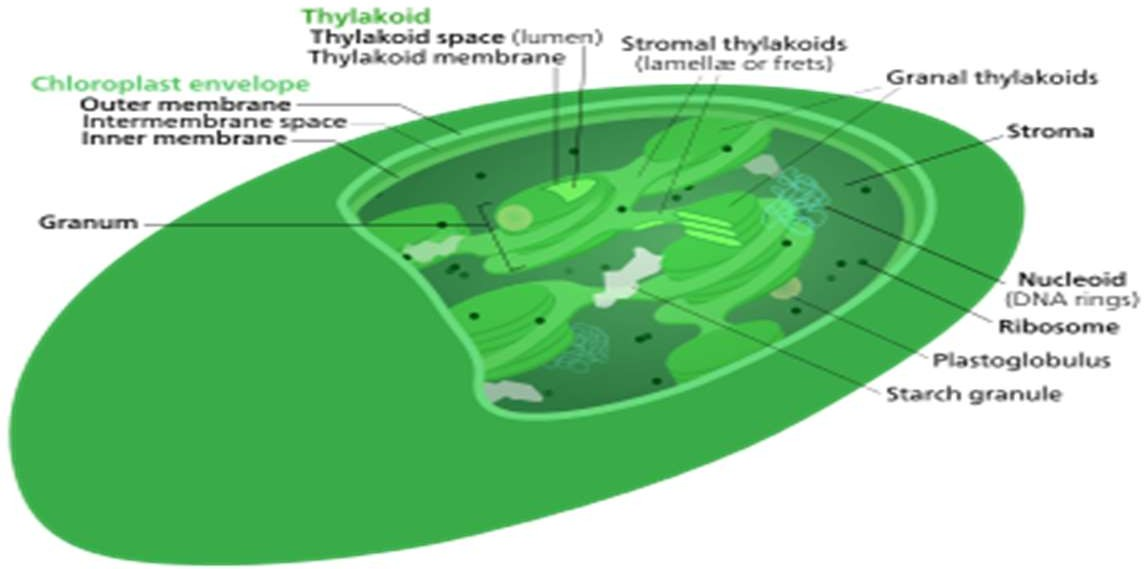 Thylakoid
Thylakoid space (lumen)
Thylakoid membrane
Stromal thylakoids
(lamellæ or frets)
Granal thylakoids
Chloroplast envelope
Outer membrane
Intermembrane space
Inner membrane
Stroma
Granum
Nucleoid
(DNA rings)
Ribosome
Plastoglobulus
Starch granule